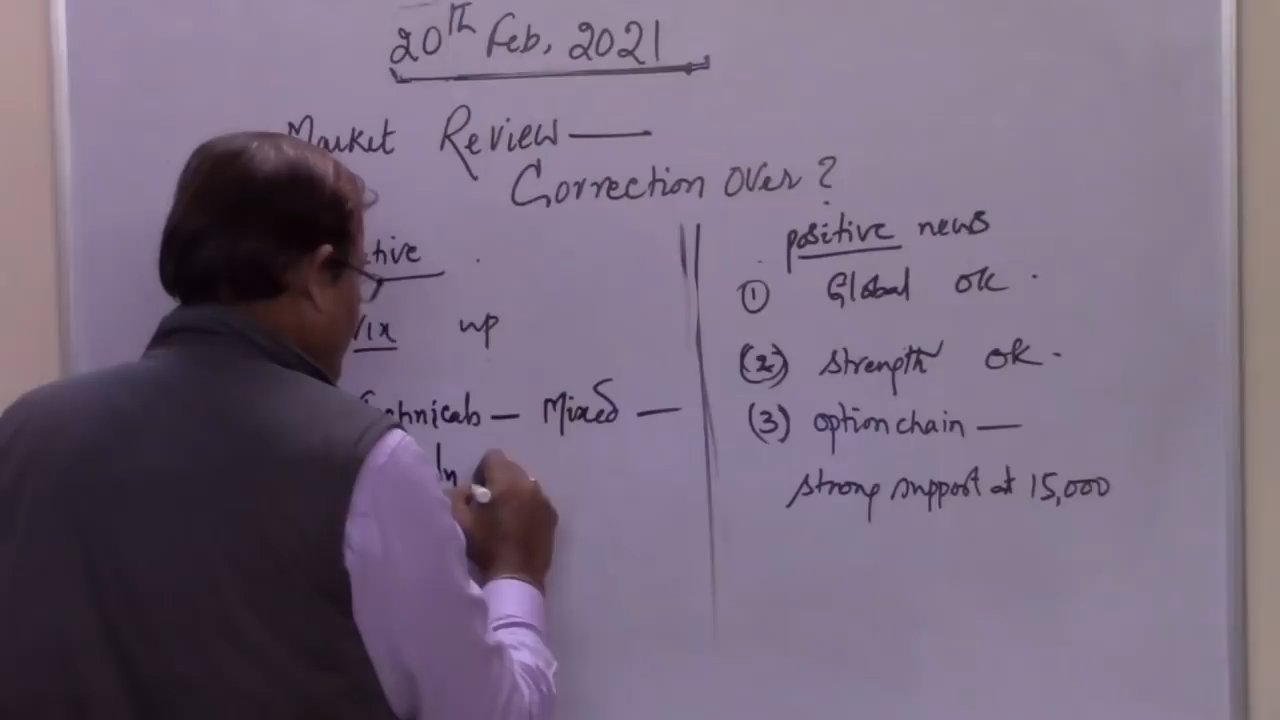 20TH Feb, 2021
Market Review —
Correction Over ?
tive
VIX up
Technicals — Mixed —
In
positive news
① Global ok .
(2) strength ok .
(3) option chain —
strong support at 15,000